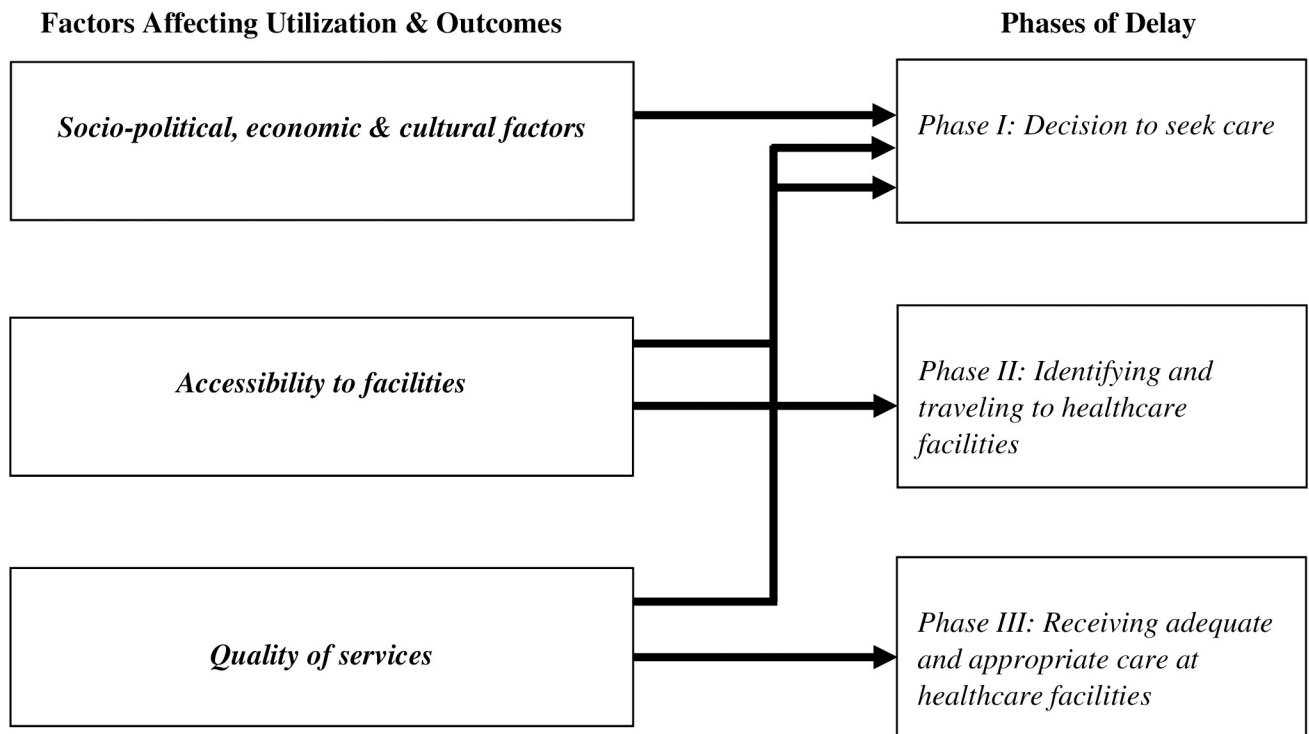 Factors Affecting Utilization & Outcomes
Phases of Delay
Socio-political, economic & cultural factors
Phase I: Decision to seek care
Accessibility to facilities
Phase II: Identifying and
traveling to healthcare
facilities
Quality of services
Phase III: Receiving adequate
and appropriate care at
healthcare facilities